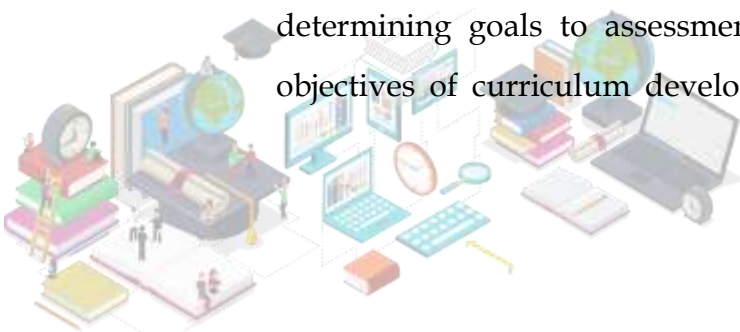 determining goals to assessmen
objectives of curriculum develo